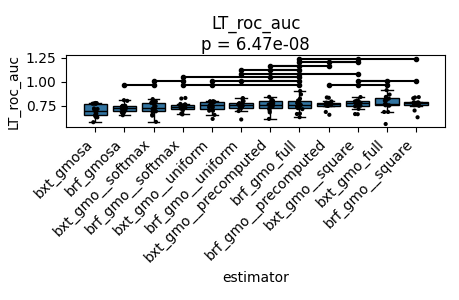 LT_roc_auc
p = 6.47e-08
LT_roc_auc
1.25
1.00
0.75
bxt_gmosa
brf_gmosa
bxt_gmo__softmax
brf_gmo__softmax
bxt_gmo__uniform
brf_gmo__uniform
bxt_gmo__precomputed
brf_gmo_full
brf_gmo__precomputed
bxt_gmo__square
bxt_gmo_full
brf_gmo__square
estimator